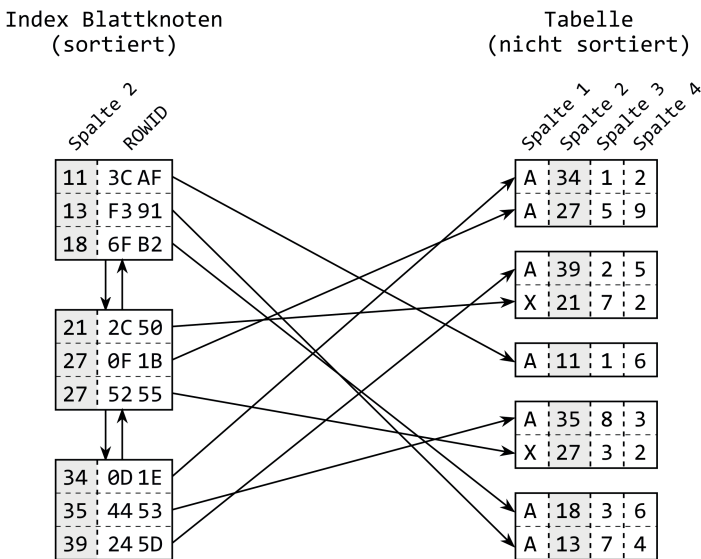 Index Blattknoten
(sortiert)
Spalte 2
ROWID
11 3C AF
13 F3 91
18 6F B2
21 2C 50
27 0F 1B
27 52 55
34 0D 1E
35 44 53
39 24 5D
Tabelle
(nicht sortiert)
Spalte 1
Spalte 2
Spalte 3
Spalte 4
A 34 1 2
A 27 5 9
A 39 2 5
X 21 7 2
A 11 1 6
A 35 8 3
X 27 3 2
A 18 3 6
A 13 7 4